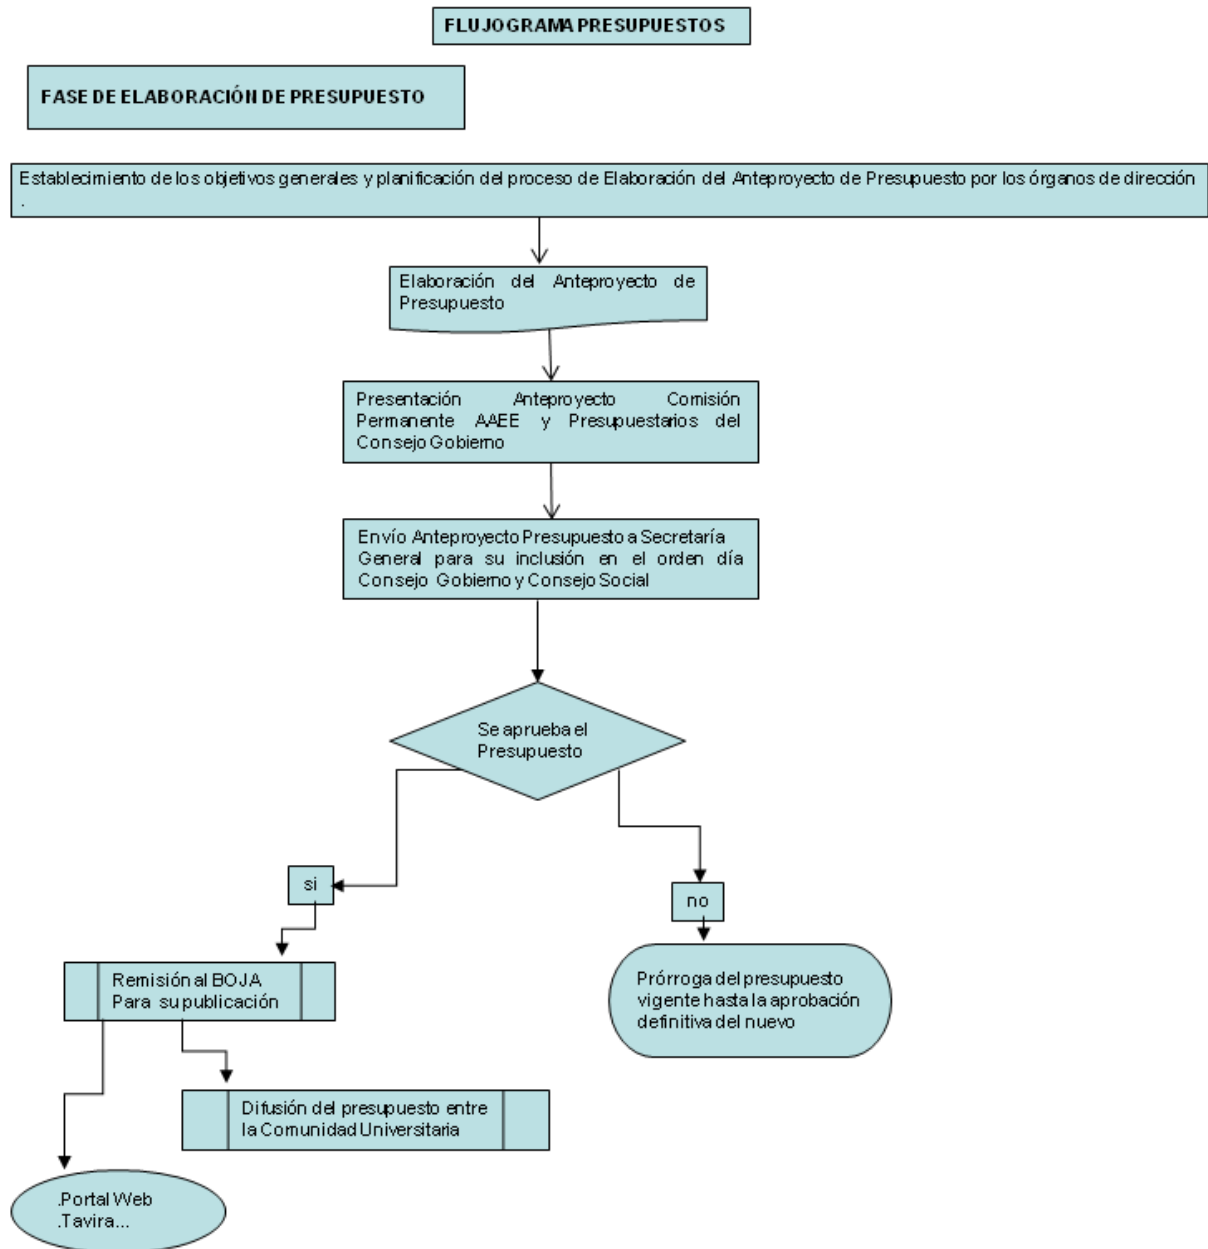 FLUJOGRAMA PRESUPUESTOS
FASE DE ELABORACIÓN DE PRESUPUESTO
Establecimiento de los objetivos generales y planificación del proceso de Elaboración del Anteproyecto de Presupuesto por los órganos de dirección
.
Elaboración del Anteproyecto de
Presupuesto
Presentación Anteproyecto Comisión
Permanente AAEE y Presupuestarios del
Consejo Gobierno
Envío Anteproyecto Presupuesto a Secretaría
General para su inclusión en el orden día
Consejo Gobierno y Consejo Social
Se aprueba el
Presupuesto
si
no
Remisión al BOJA
Para su publicación
Prórroga del presupuesto
vigente hasta la aprobación
definitiva del nuevo
Difusión del presupuesto entre
la Comunidad Universitaria
.Portal Web
.Tavira...